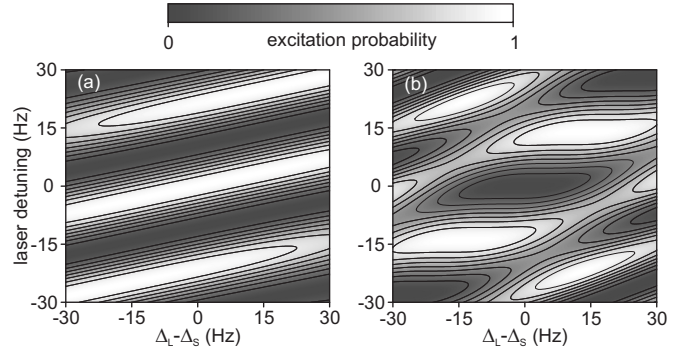 0 1
excitation probability
(a) (b)
laser detuning (Hz)
30 30
15 15
0 0
-15 -15
-30 -30
-30 -15 0 15 30 -30 -15 0 15 30
Δ_L-Δ_S (Hz) Δ_L-Δ_S (Hz)